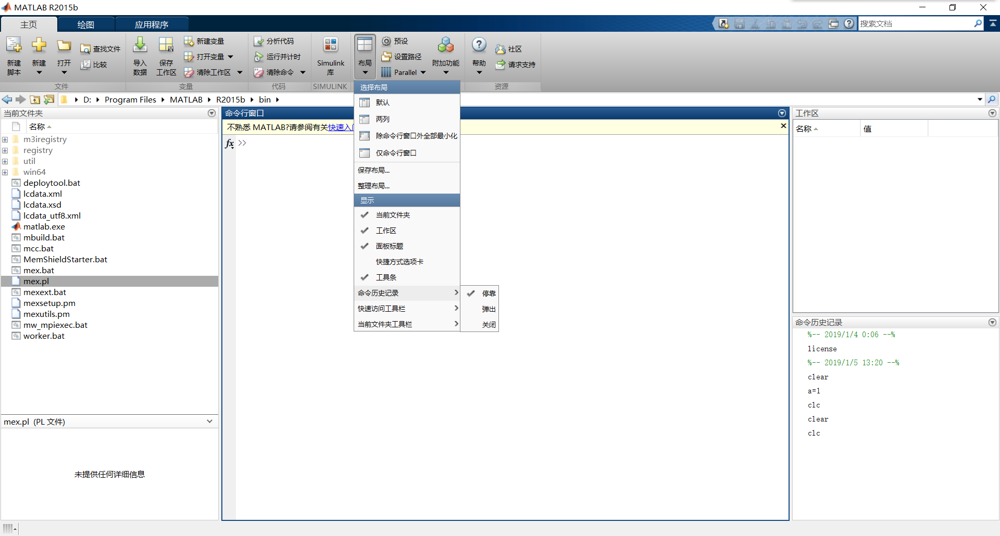 MATLAB R2015b
主页 绘图 应用程序
搜索文档
新建脚本
新建
打开
查找文件
比较
文件
导入数据
保存工作区
新建变量
打开变量
清除工作区
变量
分析代码
运行并计时
清除命令
代码
Simulink 库
SIMULINK
布局
预设
设置路径
Parallel
附加功能
帮助
社区
请求支持
资源
D: Program Files MATLAB R2015b bin
当前文件夹
名称
m3iregistry
registry
util
win64
deploytool.bat
lcdata.xml
lcdata.xsd
lcdata_utf8.xml
matlab.exe
mbuild.bat
mcc.bat
MemShieldStarter.bat
mex.bat
mex.pl
mexext.bat
mexsetup.pm
mexutils.pm
mw_mpiexec.bat
worker.bat
mex.pl (PL 文件)
未提供任何详细信息
命令行窗口
不熟悉 MATLAB?请参阅有关快速入
fx >>
选择布局
默认
两列
除命令行窗口外全部最小化
仅命令行窗口
保存布局...
整理布局...
显示
当前文件夹
工作区
面板标题
快捷方式选项卡
工具条
命令历史记录
快速访问工具栏
当前文件夹工具栏
停靠
弹出
关闭
工作区
名称 值
命令历史记录
%-- 2019/1/4 0:06 --%
license
%-- 2019/1/5 13:20 --%
clear
a=1
clc
clear
clc